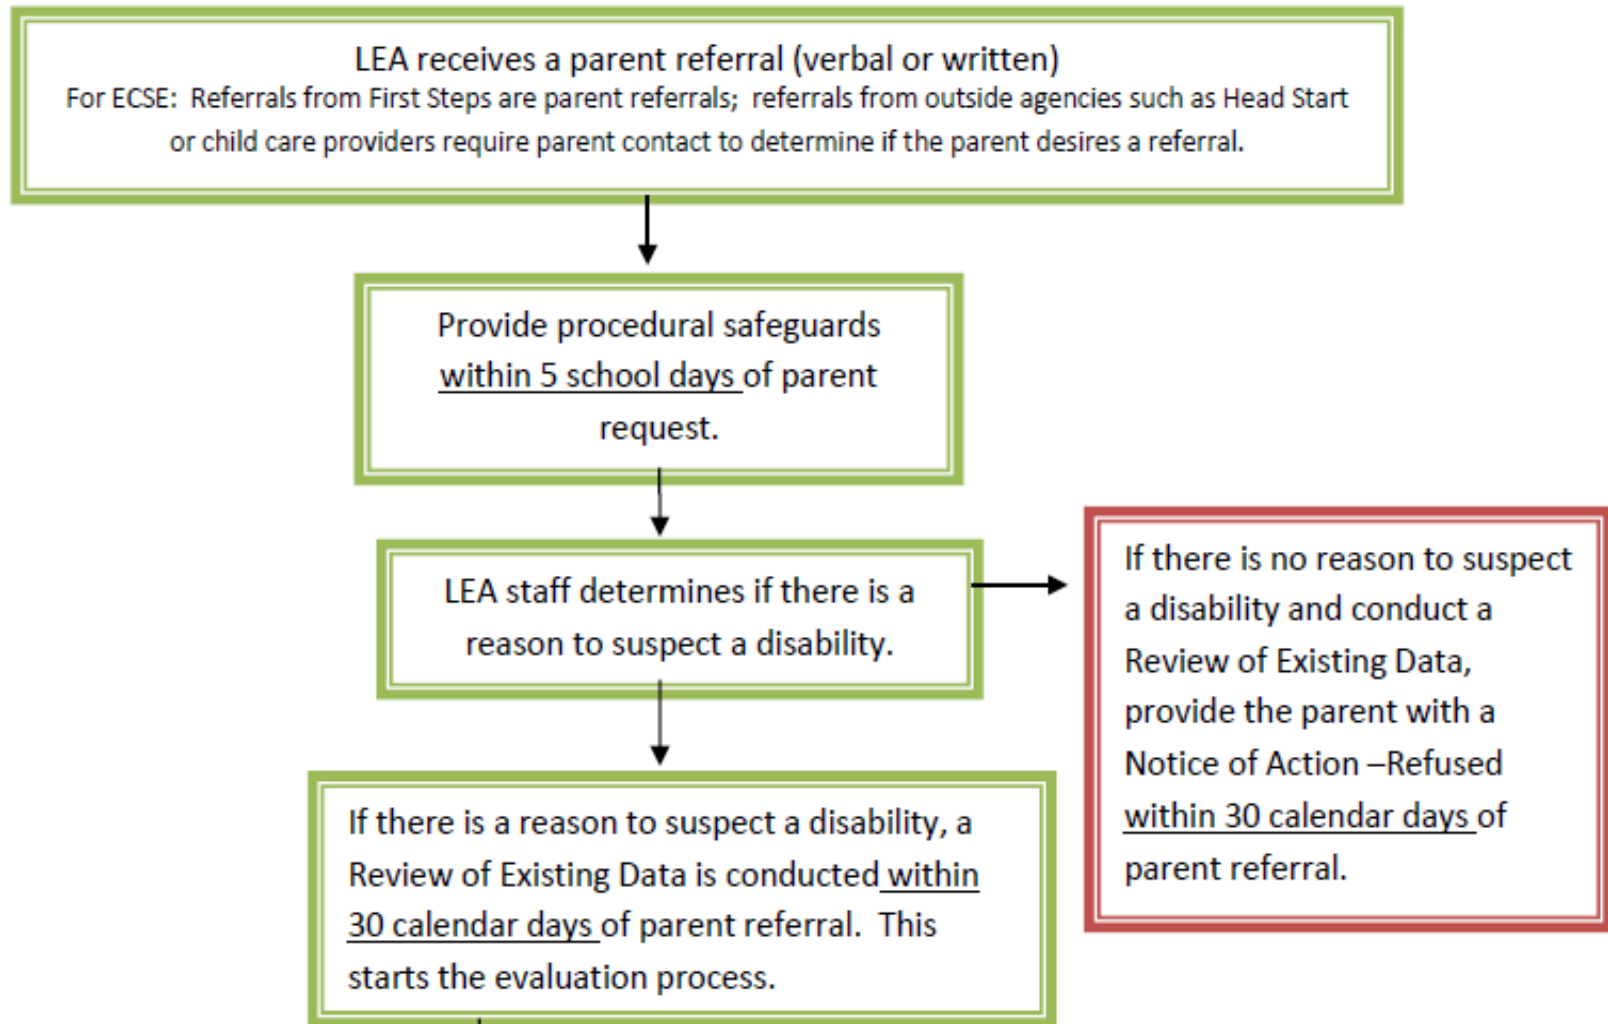 LEA receives a parent referral (verbal or written)
For ECSE:  Referrals from First Steps are parent referrals;  referrals from outside agencies such as Head Start
or child care providers require parent contact to determine if the parent desires a referral.
Provide procedural safeguards
within 5 school days of parent
request.
LEA staff determines if there is a
reason to suspect a disability.
If there is no reason to suspect
a disability and conduct a
Review of Existing Data,
provide the parent with a
Notice of Action –Refused
within 30 calendar days of
parent referral.
If there is a reason to suspect a disability, a
Review of Existing Data is conducted within
30 calendar days of parent referral.  This
starts the evaluation process.